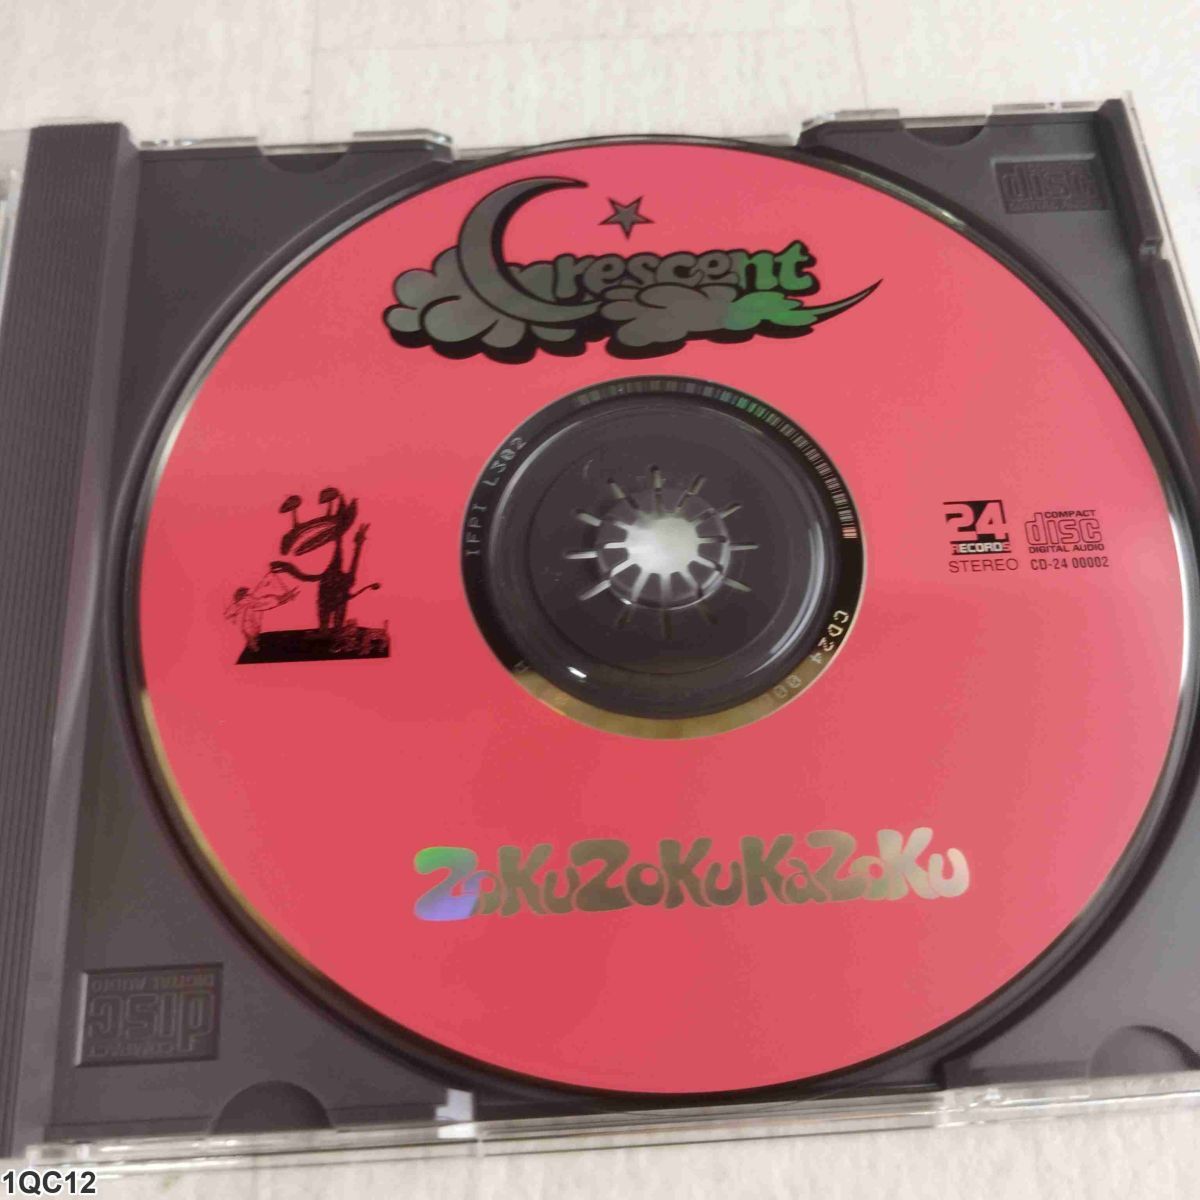 disc
Crescent
IFPI L302
24
RECORDS
STEREO
COMPACT
disc
DIGITAL AUDIO
CD-24 00002
CD24
ZoKuZoKuKaZoKu
COMPACT
disc
DIGITAL AUDIO
1QC12